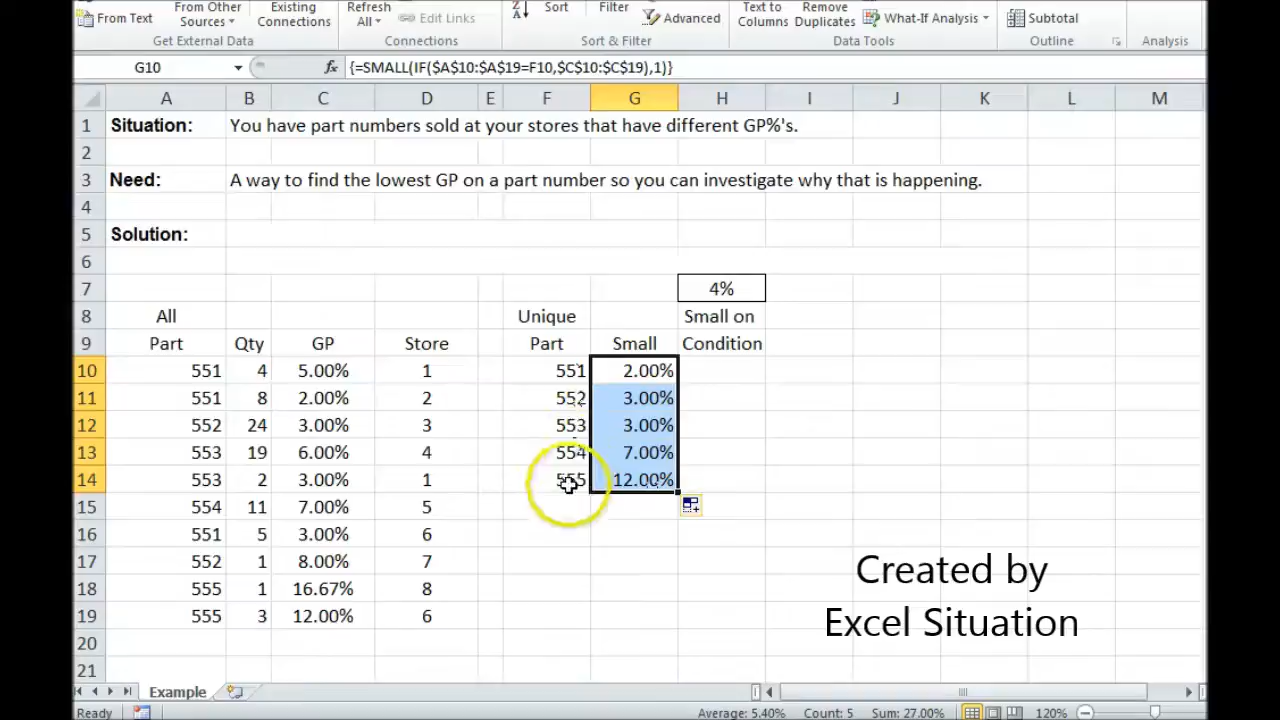 From Text
From Other
Sources
Existing
Connections
Refresh
All
Edit Links
Sort
Filter
Advanced
Text to
Columns
Remove
Duplicates
What-If Analysis
Subtotal
Get External Data
Connections
Sort & Filter
Data Tools
Outline
Analysis
G10
fx
{=SMALL(IF($A$10:$A$19=F10,$C$10:$C$19),1)}
A B C D E F G H I J K L M
1 Situation: You have part numbers sold at your stores that have different GP%'s.
2
3 Need: A way to find the lowest GP on a part number so you can investigate why that is happening.
4
5 Solution:
6
7 4%
8 All Unique Small on
9 Part Qty GP Store Part Small Condition
10 551 4 5.00% 1 551 2.00%
11 551 8 2.00% 2 552 3.00%
12 552 24 3.00% 3 553 3.00%
13 553 19 6.00% 4 554 7.00%
14 553 2 3.00% 1 555 12.00%
15 554 11 7.00% 5
16 551 5 3.00% 6
17 552 1 8.00% 7
18 555 1 16.67% 8
19 555 3 12.00% 6
20
21
Created by
Excel Situation
Example
Ready
Average: 5.40% Count: 5 Sum: 27.00%
120%